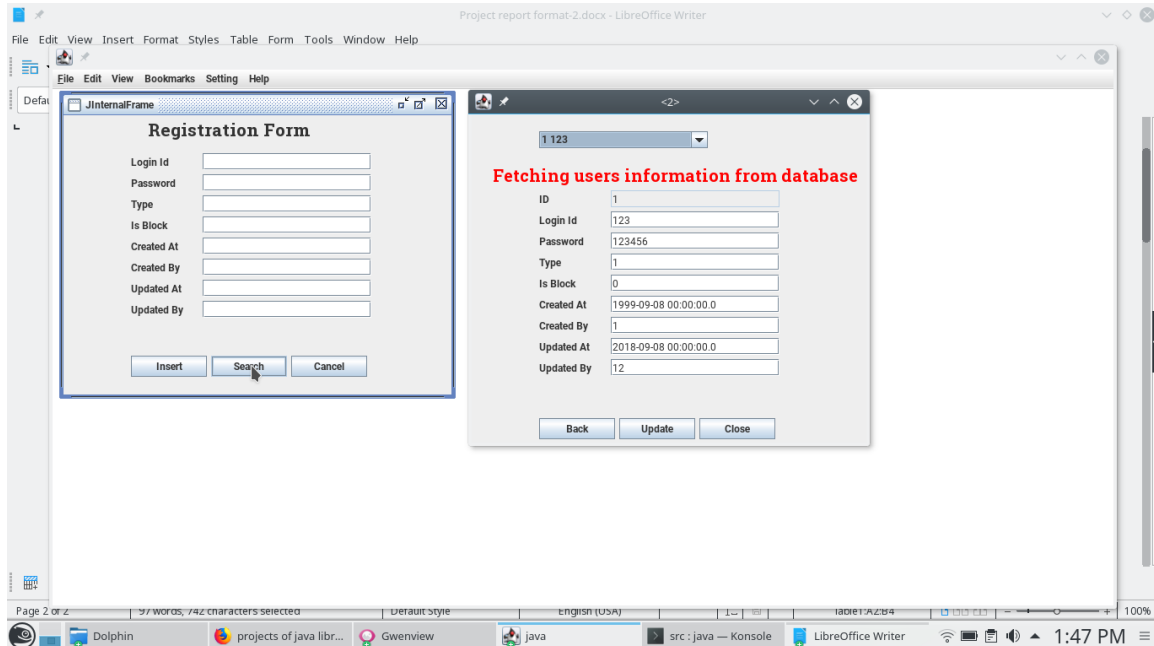 Project report format-2.docx - LibreOffice Writer
File Edit View Insert Format Styles Table Form Tools Window Help
File Edit View Bookmarks Setting Help
JInternalFrame
Registration Form
Login Id
Password
Type
Is Block
Created At
Created By
Updated At
Updated By
Insert Search Cancel
<2>
1 123
Fetching users information from database
ID 1
Login Id 123
Password 123456
Type 1
Is Block 0
Created At 1999-09-08 00:00:00.0
Created By 1
Updated At 2018-09-08 00:00:00.0
Updated By 12
Back Update Close
Page 2 of 2 97 words, 742 characters selected Default Style English (USA) Table1:A2:B4 100%
Dolphin projects of java libr... Gwenview java src : java — Konsole LibreOffice Writer 1:47 PM